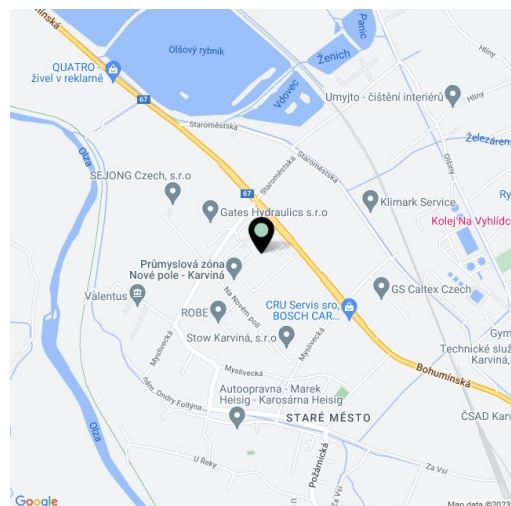 mínská
Olšový rybník
Panic
Ženich
Vdovec
Hliny
QUATRO -
živel v reklamě
67
Umyjto - čištění interiérů
Hliny
Staroměstská
Olšiny
Železárens
SEJONG Czech, s.r.o
Staroměstská
67
Klimark Service
Ry
Olza
Gates Hydraulics s.r.o
Kolej Na Vyhlídc
Průmyslová zóna
Nové pole - Karviná
Valentus
GS Caltex Czech
Na Novém poli
CRU Servis sro,
BOSCH CAR...
ROBE
Stow Karviná, s.r.o
Gym
Myslivecká
Myslivecká
Technické služ
Karviná,
Myslivecká
Bohumínská
nám. Ondry Foltýna
Autoopravna - Marek
Heisig - Karosárna Heisig
STARÉ MĚSTO
ČSAD Karv
Olza
U Řeky
Požárnická
Za Vsí
Za Vsí
Google
Map data ©2023